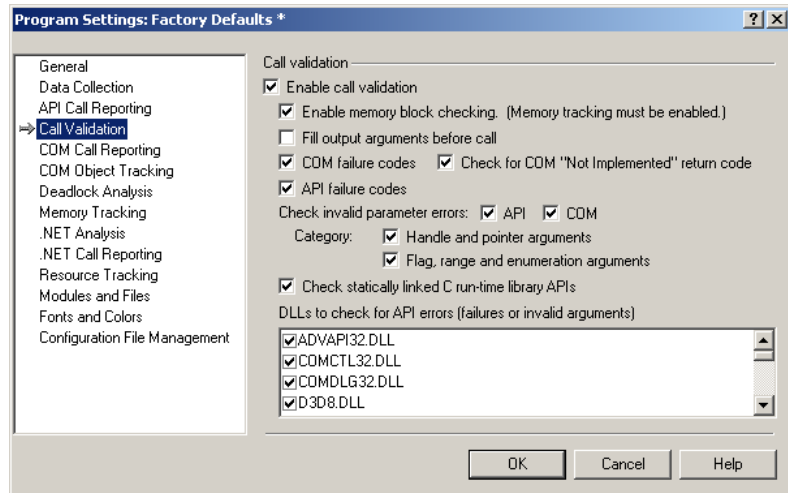 Program Settings: Factory Defaults *
General
Data Collection
API Call Reporting
Call Validation
COM Call Reporting
COM Object Tracking
Deadlock Analysis
Memory Tracking
.NET Analysis
.NET Call Reporting
Resource Tracking
Modules and Files
Fonts and Colors
Configuration File Management
Call validation
Enable call validation
Enable memory block checking. (Memory tracking must be enabled.)
Fill output arguments before call
COM failure codes Check for COM "Not Implemented" return code
API failure codes
Check invalid parameter errors: API COM
Category: Handle and pointer arguments
Flag, range and enumeration arguments
Check statically linked C run-time library APIs
DLLs to check for API errors (failures or invalid arguments)
ADVAPI32.DLL
COMCTL32.DLL
COMDLG32.DLL
D3D8.DLL
OK Cancel Help